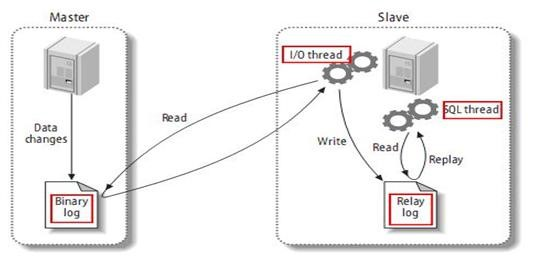 Master
Slave
I/O thread
SQL thread
Data
changes
Read
Write
Read
Replay
Binary
log
Relay
log